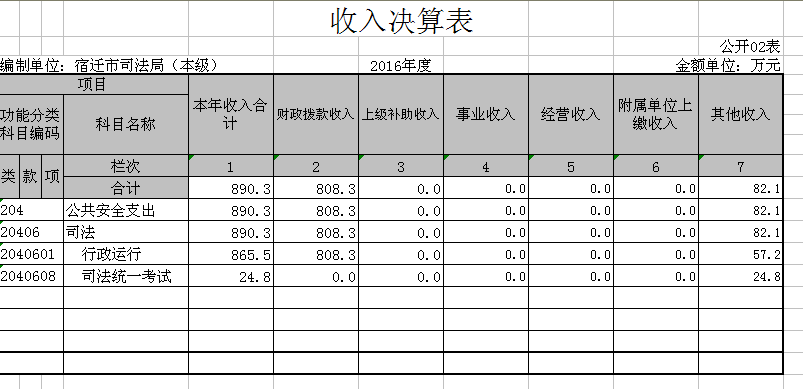 收入决算表
公开02表
编制单位：宿迁市司法局（本级） 2016年度 金额单位：万元
项目 本年收入合计 财政拨款收入 上级补助收入 事业收入 经营收入 附属单位上缴收入 其他收入
功能分类科目编码 科目名称
类 款 项 栏次 1 2 3 4 5 6 7
合计 890.3 808.3 0.0 0.0 0.0 0.0 82.1
204 公共安全支出 890.3 808.3 0.0 0.0 0.0 0.0 82.1
20406 司法 890.3 808.3 0.0 0.0 0.0 0.0 82.1
2040601 行政运行 865.5 808.3 0.0 0.0 0.0 0.0 57.2
2040608 司法统一考试 24.8 0.0 0.0 0.0 0.0 0.0 24.8